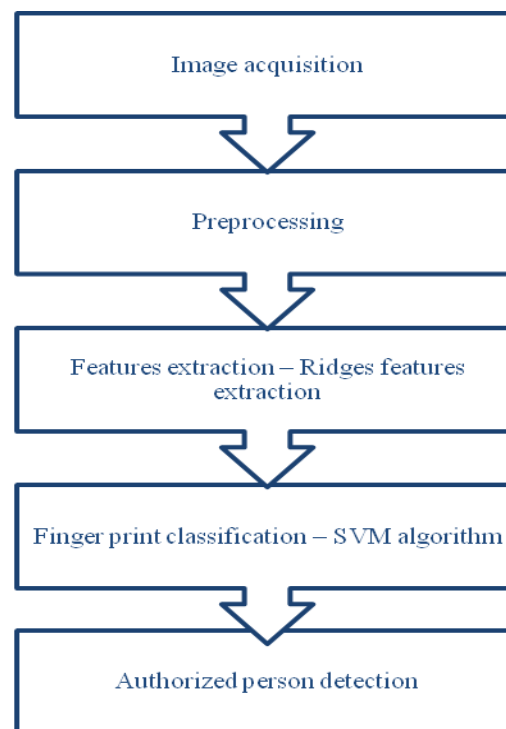 Image acquisition
Preprocessing
Features extraction – Ridges features
extraction
Finger print classification – SVM algorithm
Authorized person detection